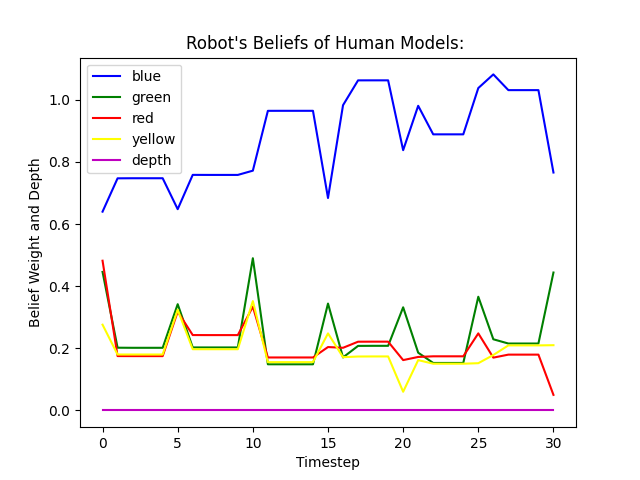 Robot's Beliefs of Human Models:
blue
green
red
yellow
depth
Belief Weight and Depth
1.0
0.8
0.6
0.4
0.2
0.0
0 5 10 15 20 25 30
Timestep